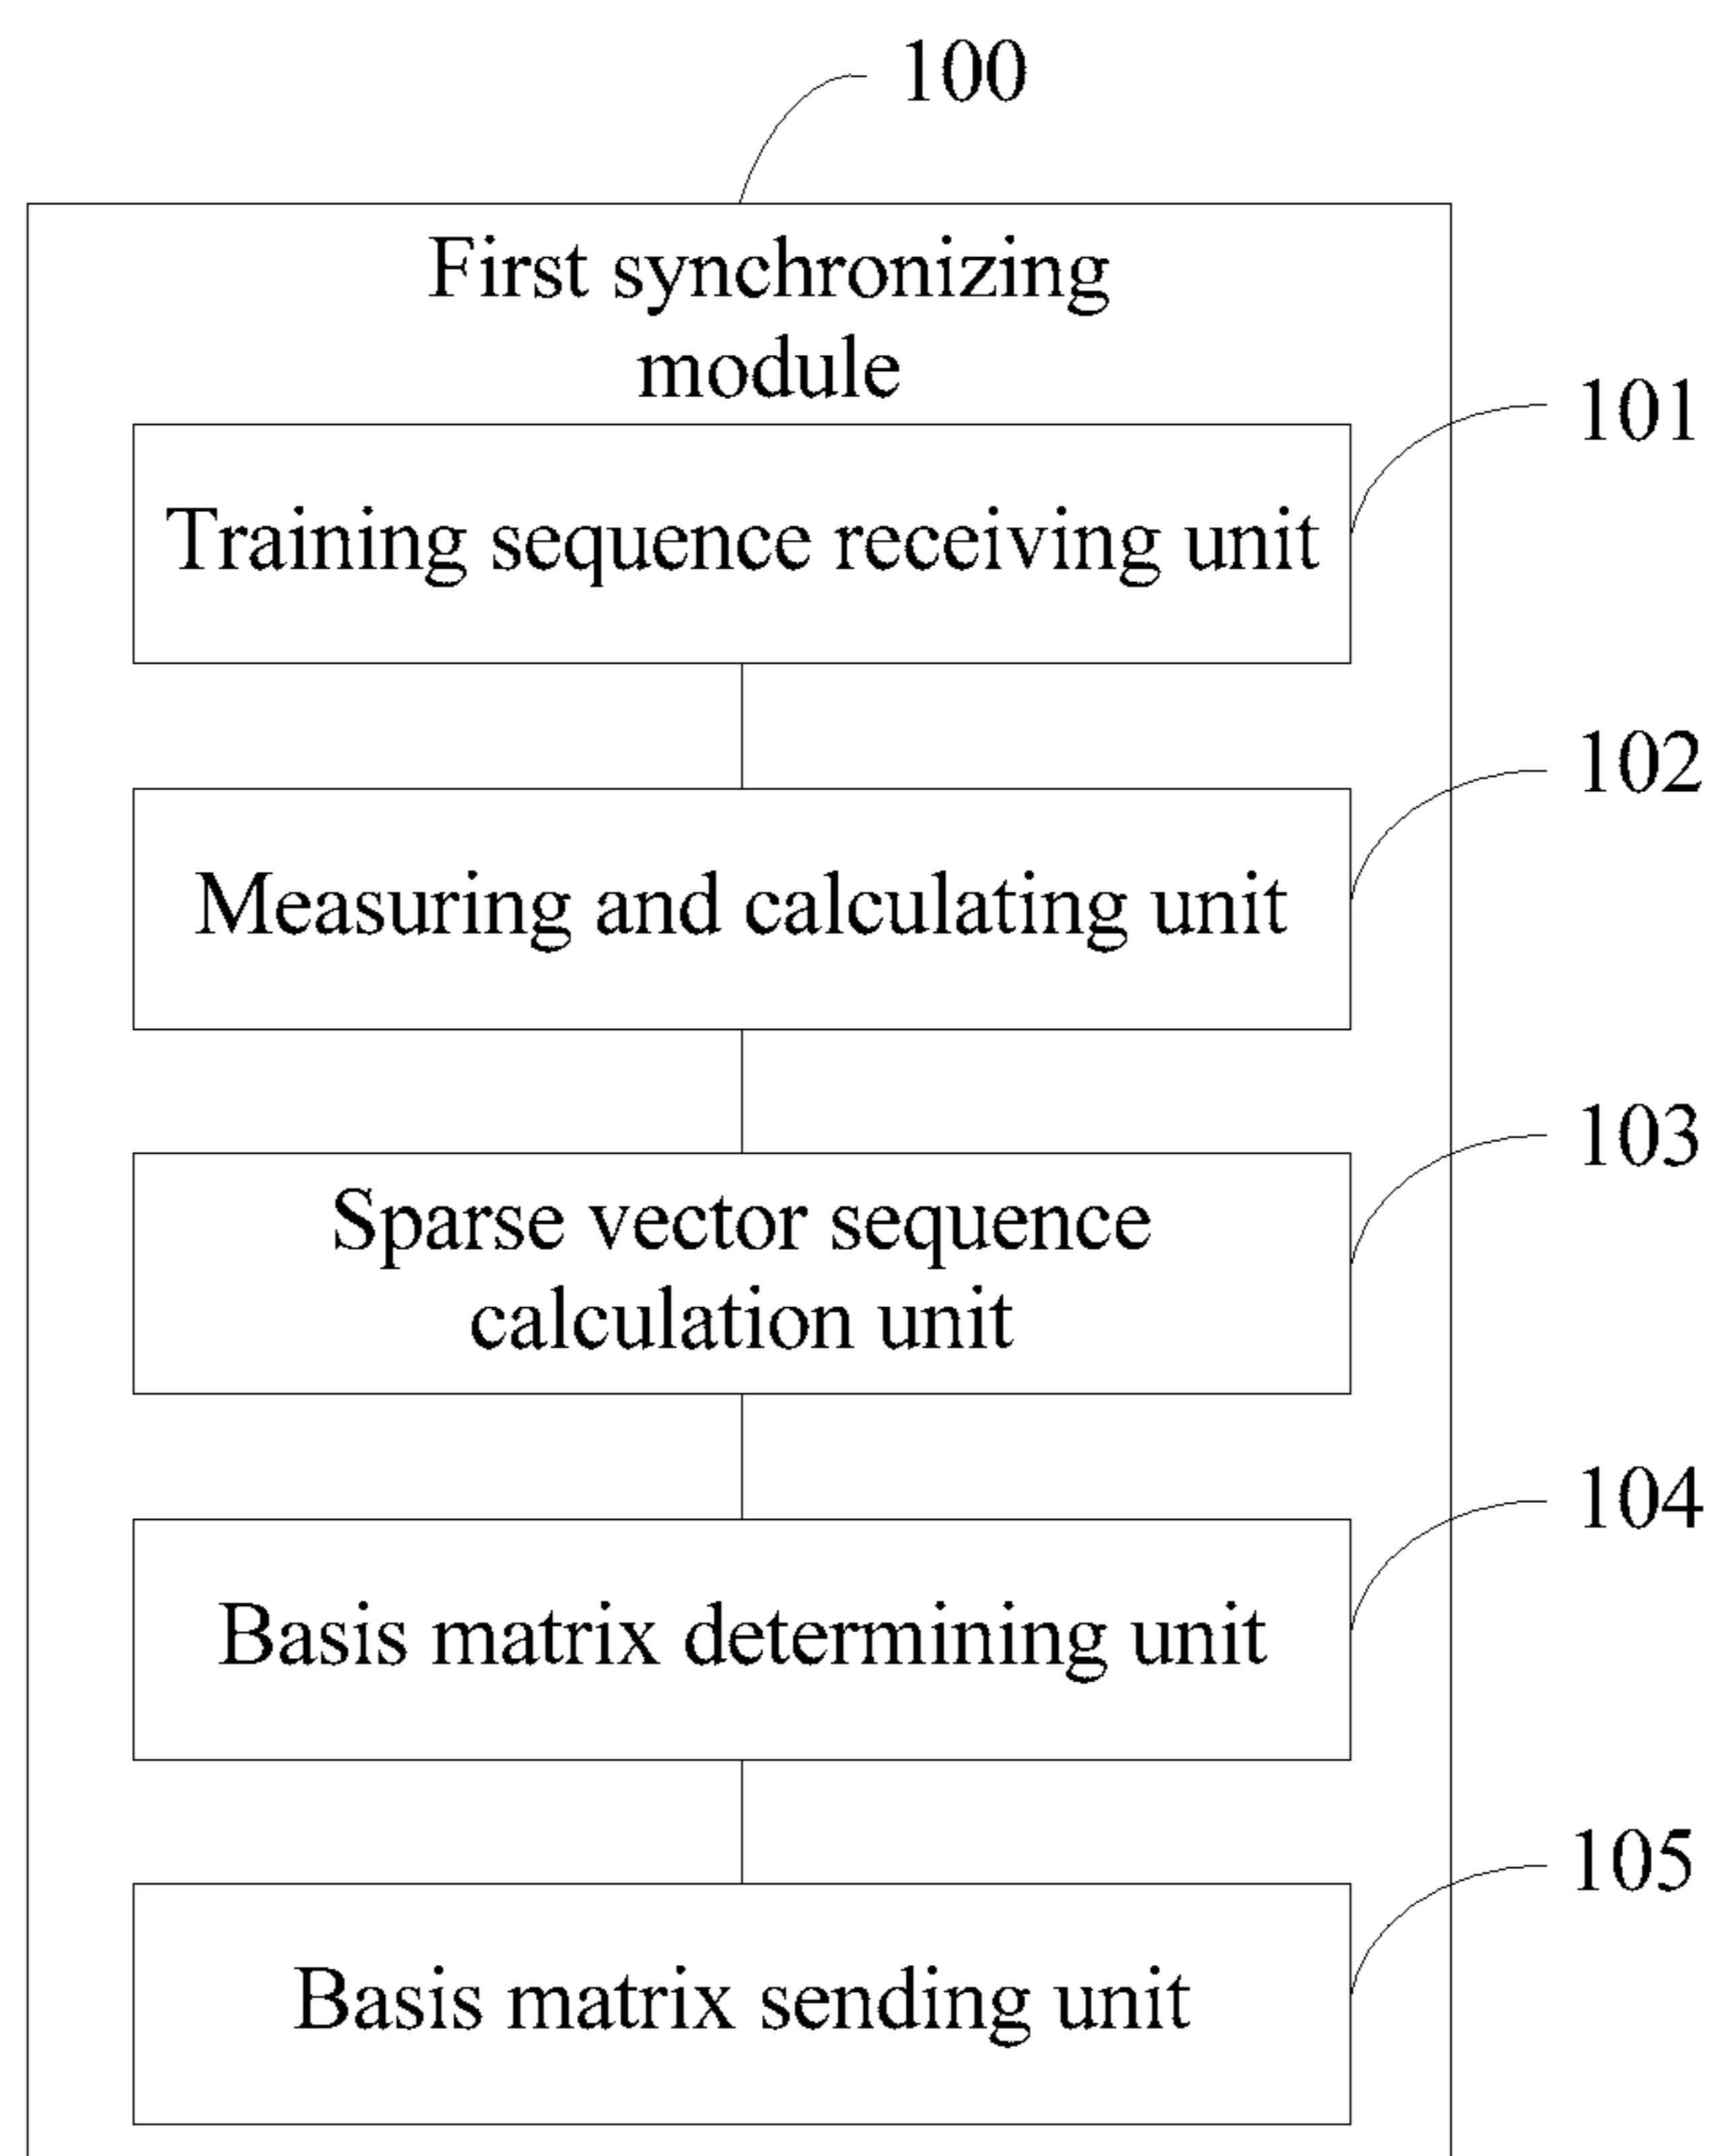 100
First synchronizing
module
101
Training sequence receiving unit
102
Measuring and calculating unit
103
Sparse vector sequence
calculation unit
104
Basis matrix determining unit
105
Basis matrix sending unit